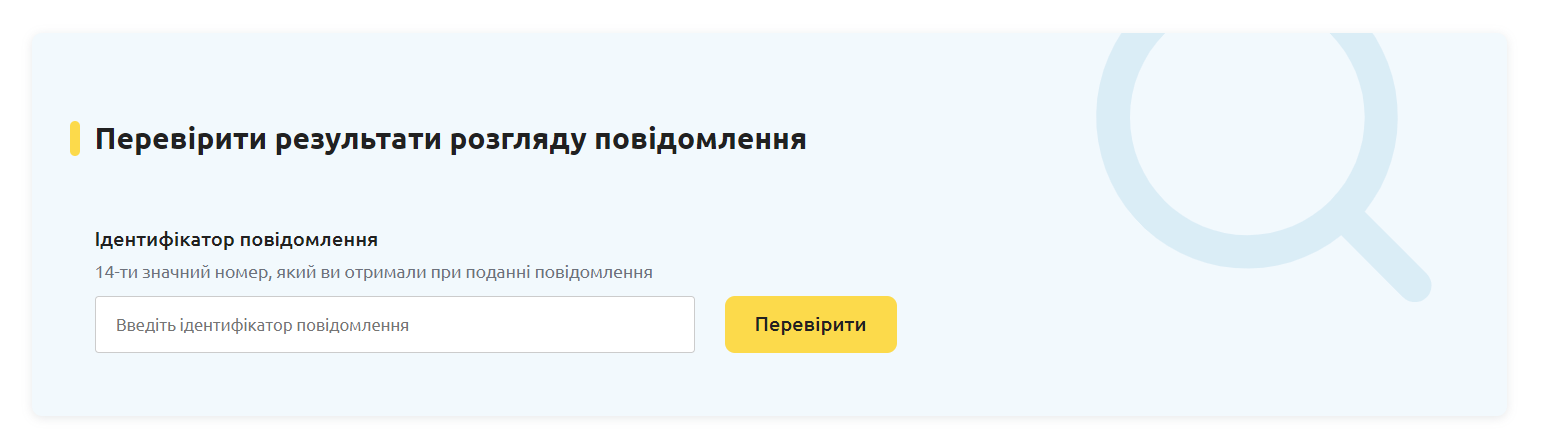 Перевірити результати розгляду повідомлення
Ідентифікатор повідомлення
14-ти значний номер, який ви отримали при поданні повідомлення
Введіть ідентифікатор повідомлення
Перевірити